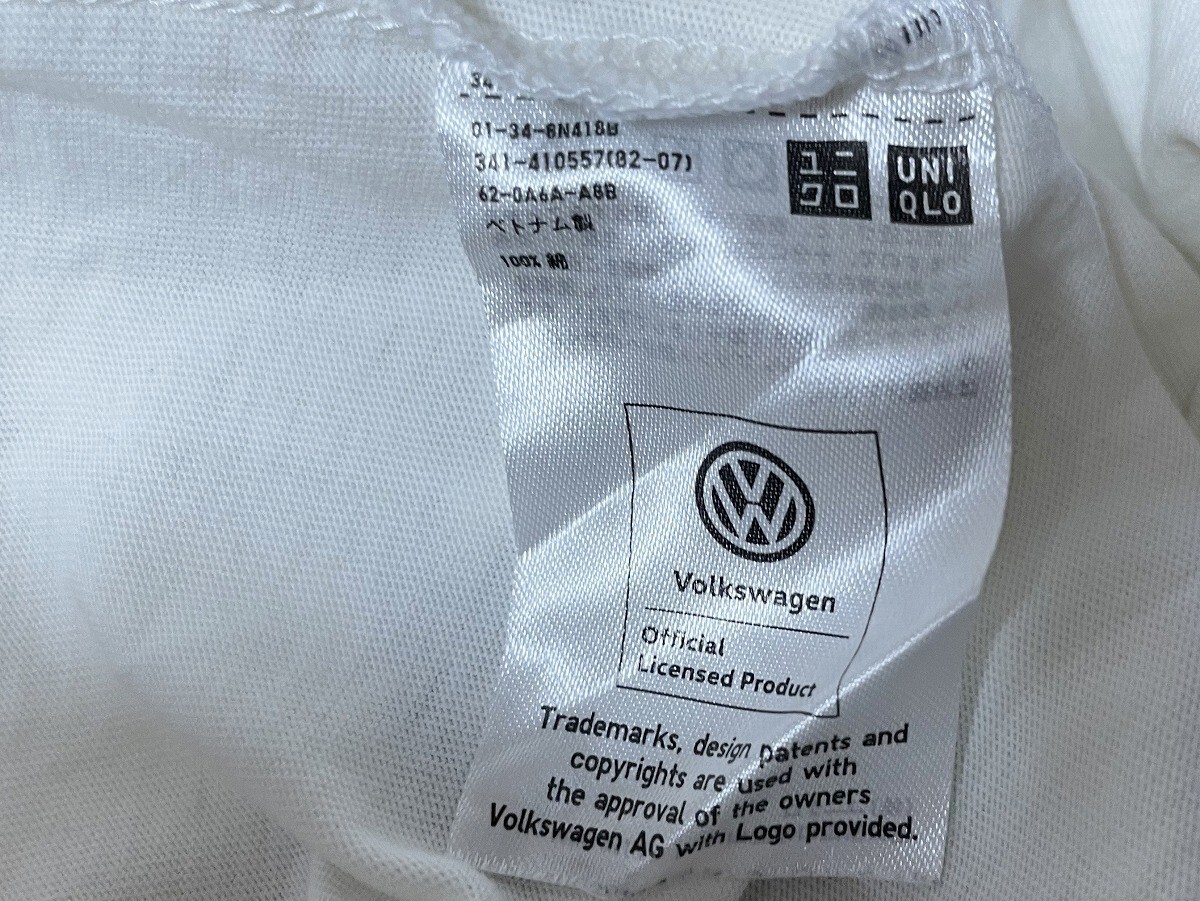 34
01-34-6N418B
341-410557(82-07)
62-0A6A-A8B
ベトナム製
100% 綿
ユニ
クロ
UNI
QLO
Volkswagen
Official
Licensed Product
Trademarks, design patents and
copyrights are used with
the approval of the owners
Volkswagen AG with Logo provided.